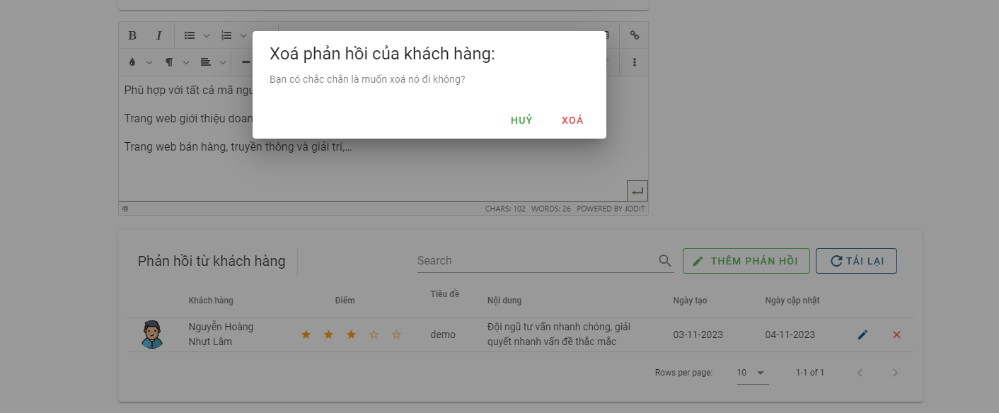 B I
Xoá phản hồi của khách hàng:
Bạn có chắc chắn là muốn xoá nó đi không?
HUỶ XOÁ
Phù hợp với tất cả mã
Trang web giới thiệu
Trang web bán hàng, truyền thông và giải trí,...
CHARS: 102 WORDS: 26 POWERED BY JODIT
Phản hồi từ khách hàng
Search
THÊM PHẢN HỒI
TẢI LẠI
Khách hàng Điểm Tiêu đề Nội dung Ngày tạo Ngày cập nhật
Nguyễn Hoàng
Nhựt Lâm
demo
Đội ngũ tư vấn nhanh chóng, giải
quyết nhanh vấn đề thắc mắc
03-11-2023 04-11-2023
Rows per page: 10 1-1 of 1